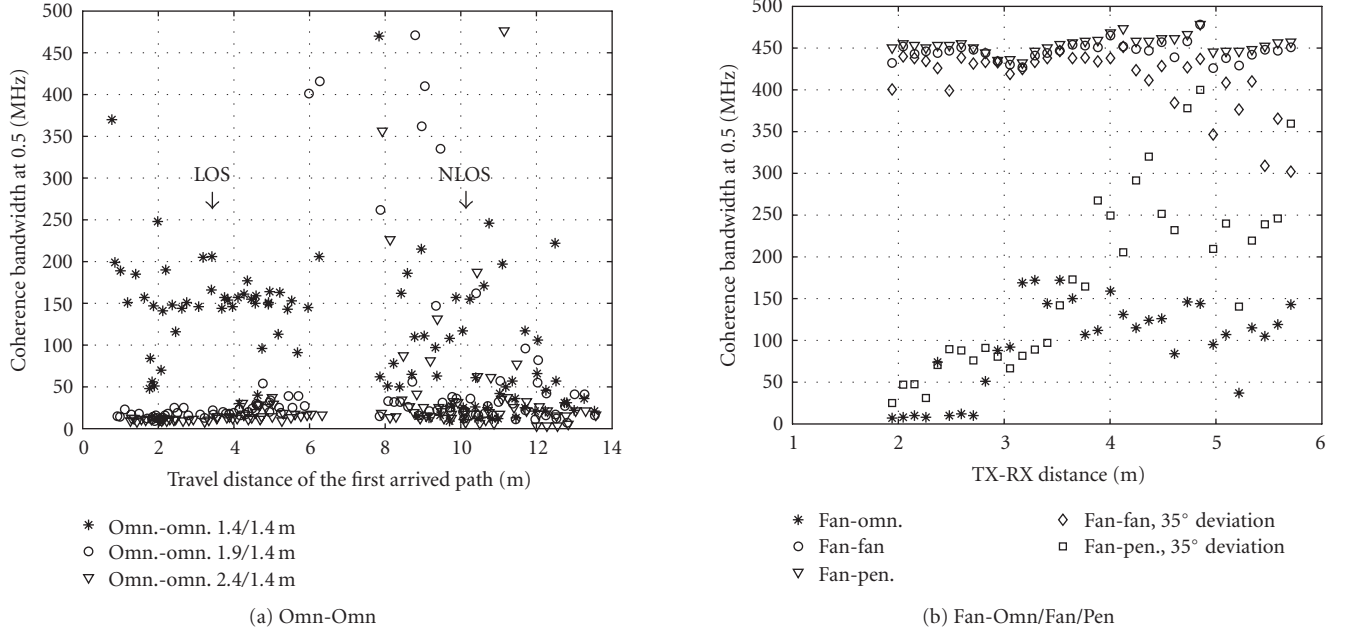 500
450
400
350
300
250
200
150
100
50
0
Coherence bandwidth at 0.5 (MHz)
LOS
NLOS
0 2 4 6 8 10 12 14
Travel distance of the first arrived path (m)
Omn.-omn. 1.4/1.4 m
Omn.-omn. 1.9/1.4 m
Omn.-omn. 2.4/1.4 m
(a) Omn-Omn
500
450
400
350
300
250
200
150
100
50
0
Coherence bandwidth at 0.5 (MHz)
1 2 3 4 5 6
TX-RX distance (m)
Fan-omn.
Fan-fan
Fan-pen.
Fan-fan, 35° deviation
Fan-pen., 35° deviation
(b) Fan-Omn/Fan/Pen